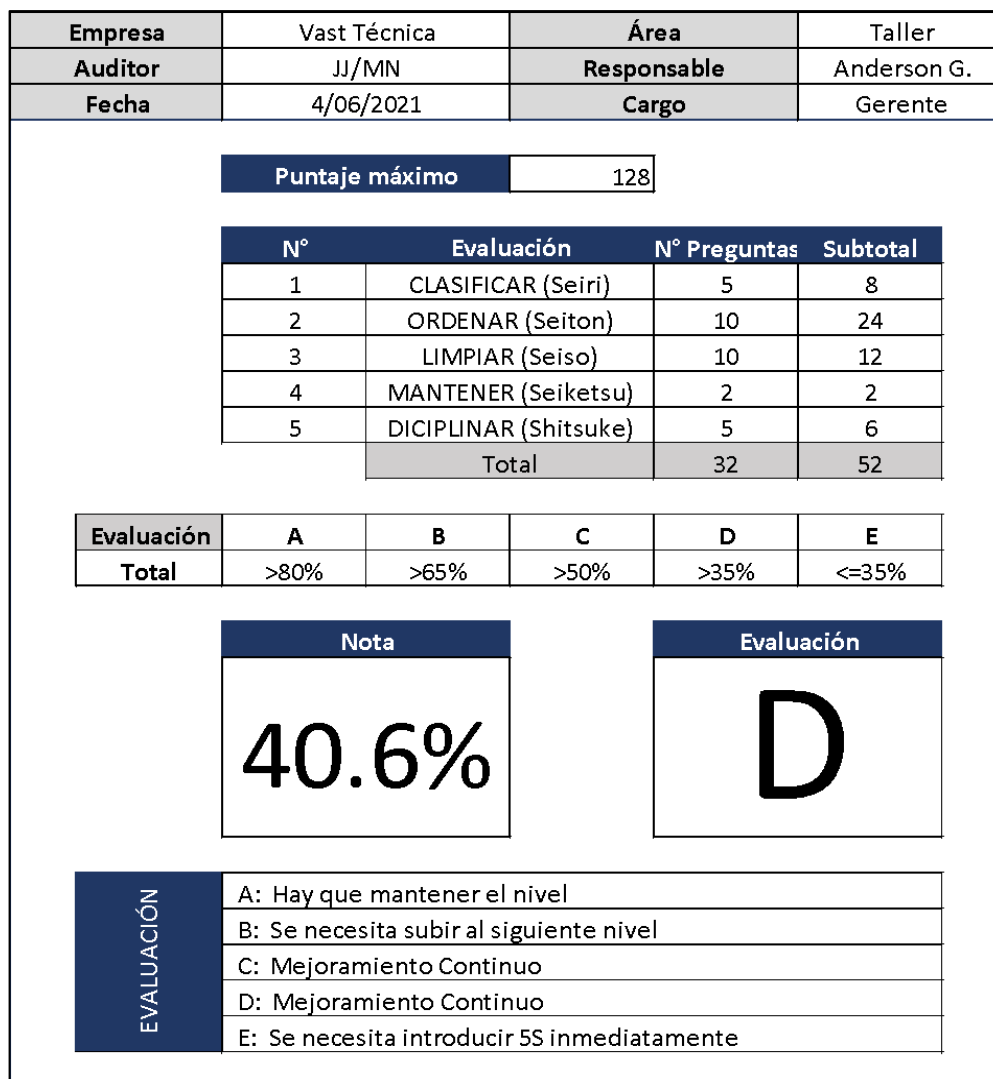 Empresa Vast Técnica Área Taller
Auditor JJ/MN Responsable Anderson G.
Fecha 4/06/2021 Cargo Gerente
Puntaje máximo 128
N° Evaluación N° Preguntas Subtotal
1 CLASIFICAR (Seiri) 5 8
2 ORDENAR (Seiton) 10 24
3 LIMPIAR (Seiso) 10 12
4 MANTENER (Seiketsu) 2 2
5 DICIPLINAR (Shitsuke) 5 6
Total 32 52
Evaluación A B C D E
Total >80% >65% >50% >35% <=35%
Nota Evaluación
40.6% D
EVALUACIÓN
A: Hay que mantener el nivel
B: Se necesita subir al siguiente nivel
C: Mejoramiento Continuo
D: Mejoramiento Continuo
E: Se necesita introducir 5S inmediatamente